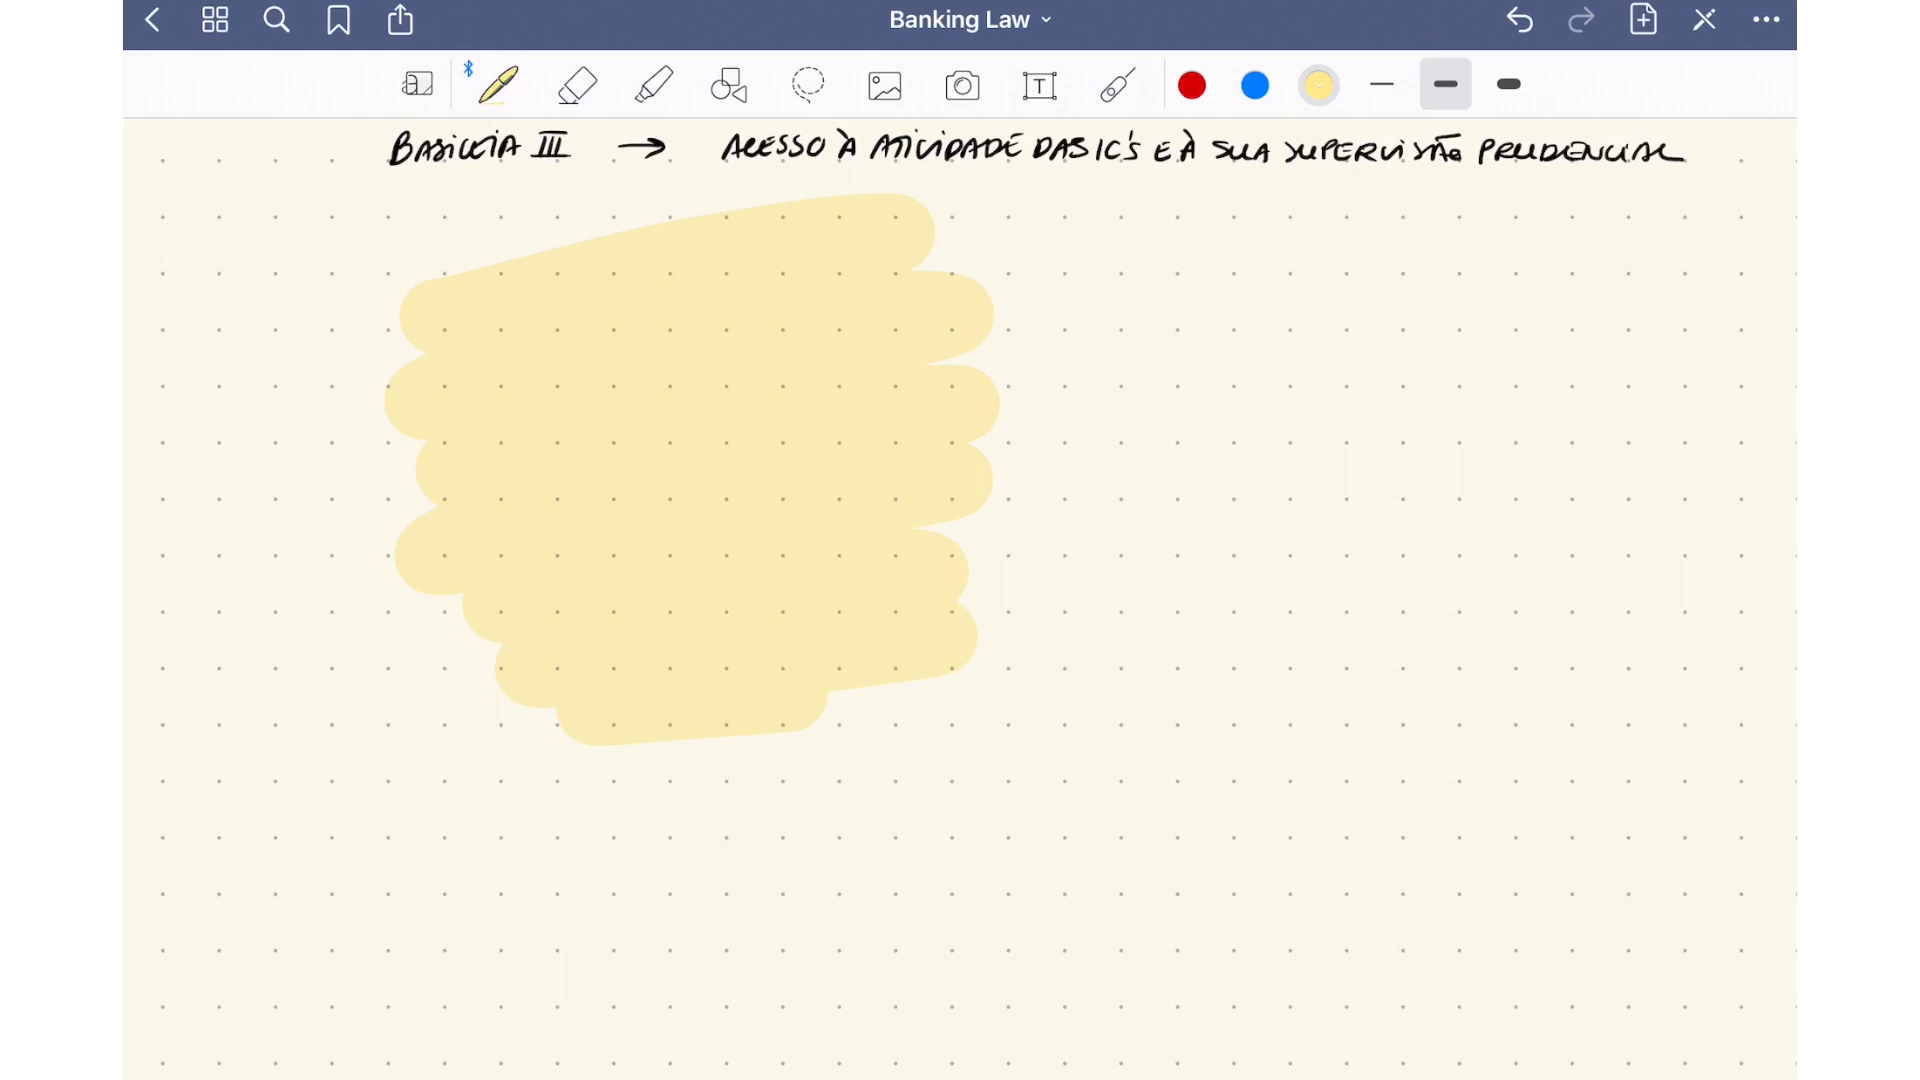 Banking Law
BASILEIA III → ACESSO À ATIVIDADE DAS IC'S E À SUA SUPERVISÃO PRUDENCIAL